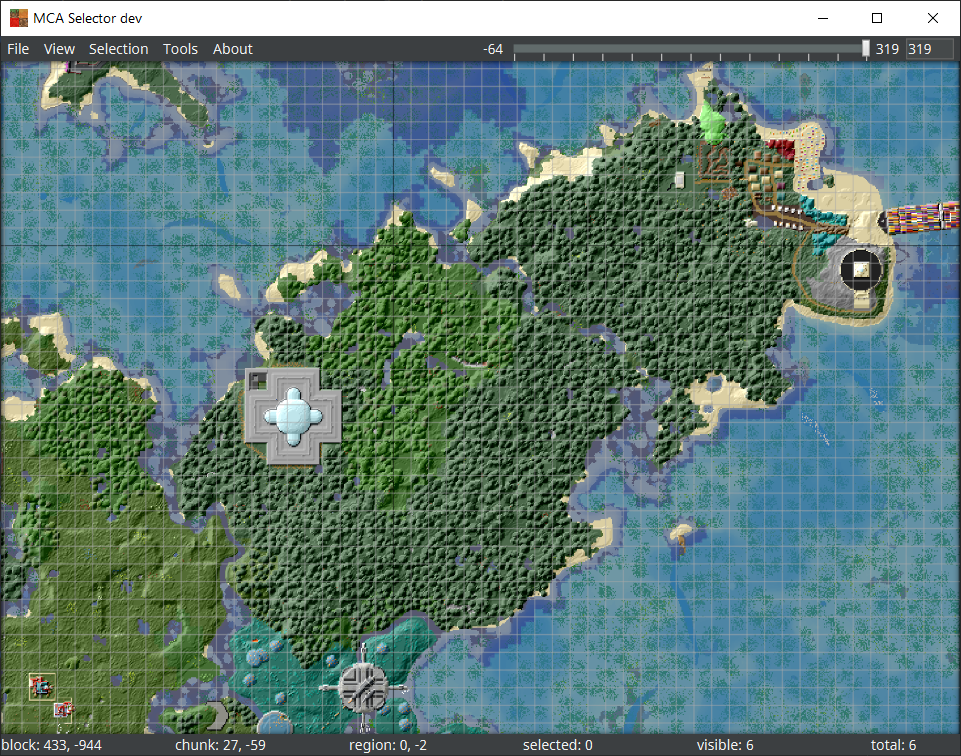 MCA Selector dev
File View Selection Tools About -64 319 319
block: 433, -944 chunk: 27, -59 region: 0, -2 selected: 0 visible: 6 total: 6